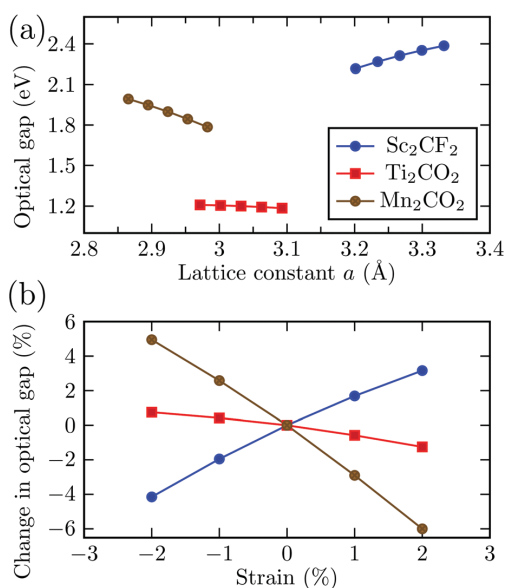 (a)
Optical gap (eV)
2.4
2.1
1.8
1.5
1.2
Sc₂CF₂
Ti₂CO₂
Mn₂CO₂
2.8 2.9 3.0 3.1 3.2 3.3 3.4
Lattice constant a (Å)
(b)
Change in optical gap (%)
6
4
2
0
−2
−4
−6
−3 −2 −1 0 1 2 3
Strain (%)